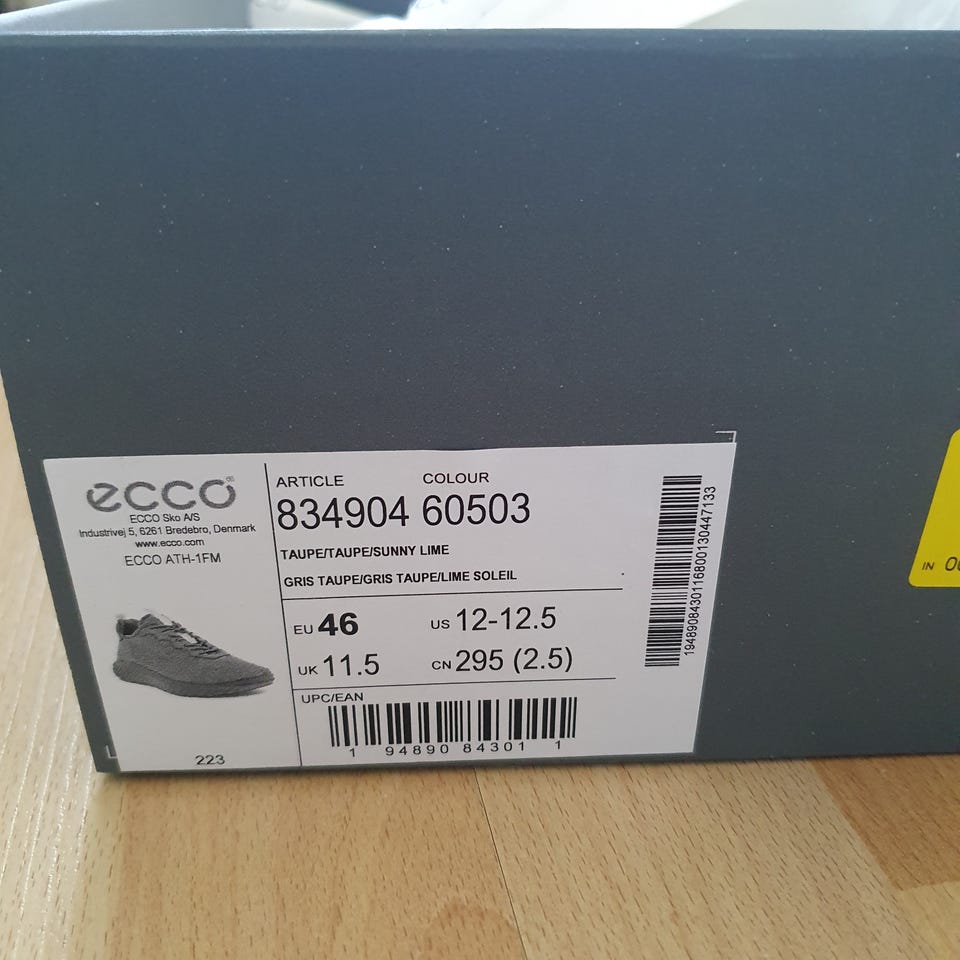 ecco
ECCO Sko A/S
Industrivej 5, 6261 Bredebro, Denmark
www.ecco.com
ECCO ATH-1FM
223
ARTICLE COLOUR
834904 60503
TAUPE/TAUPE/SUNNY LIME
GRIS TAUPE/GRIS TAUPE/LIME SOLEIL
EU 46 US 12-12.5
UK 11.5 CN 295 (2.5)
UPC/EAN
1 94890 84301 1
1948908430116800130447133
IN